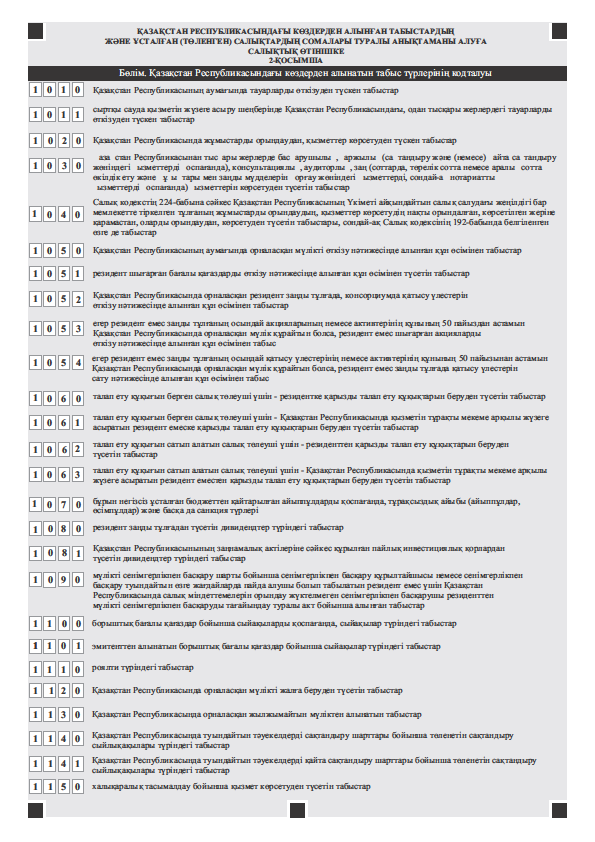 ҚАЗАҚСТАН РЕСПУБЛИКАСЫНДАҒЫ КӨЗДЕРДЕН АЛЫНҒАН ТАБЫСТАРДЫҢ
ЖӘНЕ ҰСТАЛҒАН (ТӨЛЕНГЕН) САЛЫҚТАРДЫҢ СОМАЛАРЫ ТУРАЛЫ АНЫҚТАМАНЫ АЛУҒА
САЛЫҚТЫҚ ӨТІНІШКЕ
2-ҚОСЫМША
Бөлім. Қазақстан Республикасындағы көздерден алынатын табыс түрлерінің кодталуы
1010 Қазақстан Республикасының аумағында тауарларды өткізуден түскен табыстар
1011 сыртқы сауда қызметін жүзеге асыру шеңберінде Қазақстан Республикасындағы, одан тысқары жерлердегі тауарларды
өткізуден түскен табыстар
1020 Қазақстан Республикасында жұмыстарды орындаудан, қызметтер көрсетуден түскен табыстар
1030 аза стан Республикасынан тыс ары жерлерде бас арушылы , аржылы (са тандыру және (немесе) айта са тандыру
жөніндегі ызметтерді оспағанда), консультациялы , аудиторлы , заң (соттарда, төрелік сотта немесе аралы сотта
өкілдік ету және ұ ы тары мен заңды мүдделерін орғау жөніндегі ызметтерді, сондай-а нотариатты
ызметтерді оспағанда) ызметтерін көрсетуден түсетін табыстар
1040 Салық кодекстің 224-бабына сәйкес Қазақстан Республикасының Үкіметі айқындайтын салық салудағы жеңілдігі бар
мемлекетте тіркелген тұлғаның жұмыстарды орындаудың, қызметтер көрсетудің нақты орындалған, көрсетілген жеріне
қарамастан, оларды орындаудан, көрсетуден түсетін табыстары, сондай-ақ Салық кодексінің 192-бабында белгіленген
өзге де табыстар
1050 Қазақстан Республикасының аумағында орналасқан мүлікті өткізу нәтижесінде алынған құн өсімінен түсетін табыстар
1051 резидент шығарған бағалы қағаздарды өткізу нәтижесінде алынған құн өсімінен түсетін табыстар
1052 Қазақстан Республикасында орналасқан резидент заңды тұлғада, консорциумда қатысу үлестерін
өткізу нәтижесінде алынған құн өсімінен түсетін табыстар
1053 егер резидент емес заңды тұлғаның осындай акцияларының немесе активтерінің құнының 50 пайыздан астамын
Қазақстан Республикасында орналасқан мүлік құрайтын болса, резидент емес шығарған акцияларды
өткізу нәтижесінде алынған құн өсімінен табыс
1054 егер резидент емес заңды тұлғаның осындай қатысу үлестерінің немесе активтерінің құнының 50 пайызынан астамын
Қазақстан Республикасында орналасқан мүлік құрайтын болса, резидент емес заңды тұлғада қатысу үлестерін
сату нәтижесінде алынған құн өсімінен табыс
1060 талап ету құқығын берген салық төлеуші үшін - резидентке қарызды талап ету құқықтарын беруден түсетін табыстар
1061 талап ету құқығын берген салық төлеуші үшін - Қазақстан Республикасында қызметін тұрақты мекеме арқылы жүзеге
асыратын резидент емеске қарызды талап ету құқықтарын беруден түсетін табыстар
1062 талап ету құқығын сатып алатын салық төлеуші үшін - резидентген қарызды талап ету құқықтарын беруден
түсетін табыстар
1063 талап ету құқығын сатып алатын салық төлеуші үшін - Қазақстан Республикасында қызметін тұрақты мекеме арқылы
жүзеге асыратын резидент еместен қарызды талап ету құқықтарын беруден түсетін табыстар
1070 бұрын негізсіз ұсталған бюджеттен қайтарылған айыппұлдарды қоспағанда, тұрақсыздық айыбы (айыппұлдар,
өсімпұлдар) және басқа да санкция түрлері
1080 резидент заңды тұлғадан түсетін дивидендтер түріндегі табыстар
1081 Қазақстан Республикасынының заңнамалық актілеріне сәйкес құрылған пайлық инвестициялық қорлардан
түсетін дивидендтер түріндегі табыстар
1090 мүлікті сенімгерлікпен басқару шарты бойынша сенімгерлікпен басқару құрылтайшысы немесе сенімгерлікпен
басқару туындайтын өзге жағдайларда пайда алушы болып табылатын резидент емес үшін Қазақстан
Республикасында салық міндеттемелерін орындау жүктелмеген сенімгерлікпен басқарушы резиденттен
мүлікті сенімгерлікпен басқаруды тағайындау туралы акт бойынша алынған табыстар
1100 борыштық бағалы қағаздар бойынша сыйақыларды қоспағанда, сыйақылар түріндегі табыстар
1101 эмитенттен алынатын борыштық бағалы қағаздар бойынша сыйақылар түріндегі табыстар
1110 роялти түріндегі табыстар
1120 Қазақстан Республикасында орналасқан мүлікті жалға беруден түсетін табыстар
1130 Қазақстан Республикасында орналасқан жылжымайтын мүліктен алынатын табыстар
1140 Қазақстан Республикасында туындайтын тәуекелдерді сақтандыру шарттары бойынша төленетін сақтандыру
сыйлықақылары түріндегі табыстар
1141 Қазақстан Республикасында туындайтын тәуекелдерді қайта сақтандыру шарттары бойынша төленетін сақтандыру
сыйлықақылары түріндегі табыстар
1150 халықаралық тасымалдау бойынша қызмет көрсетуден түсетін табыстар